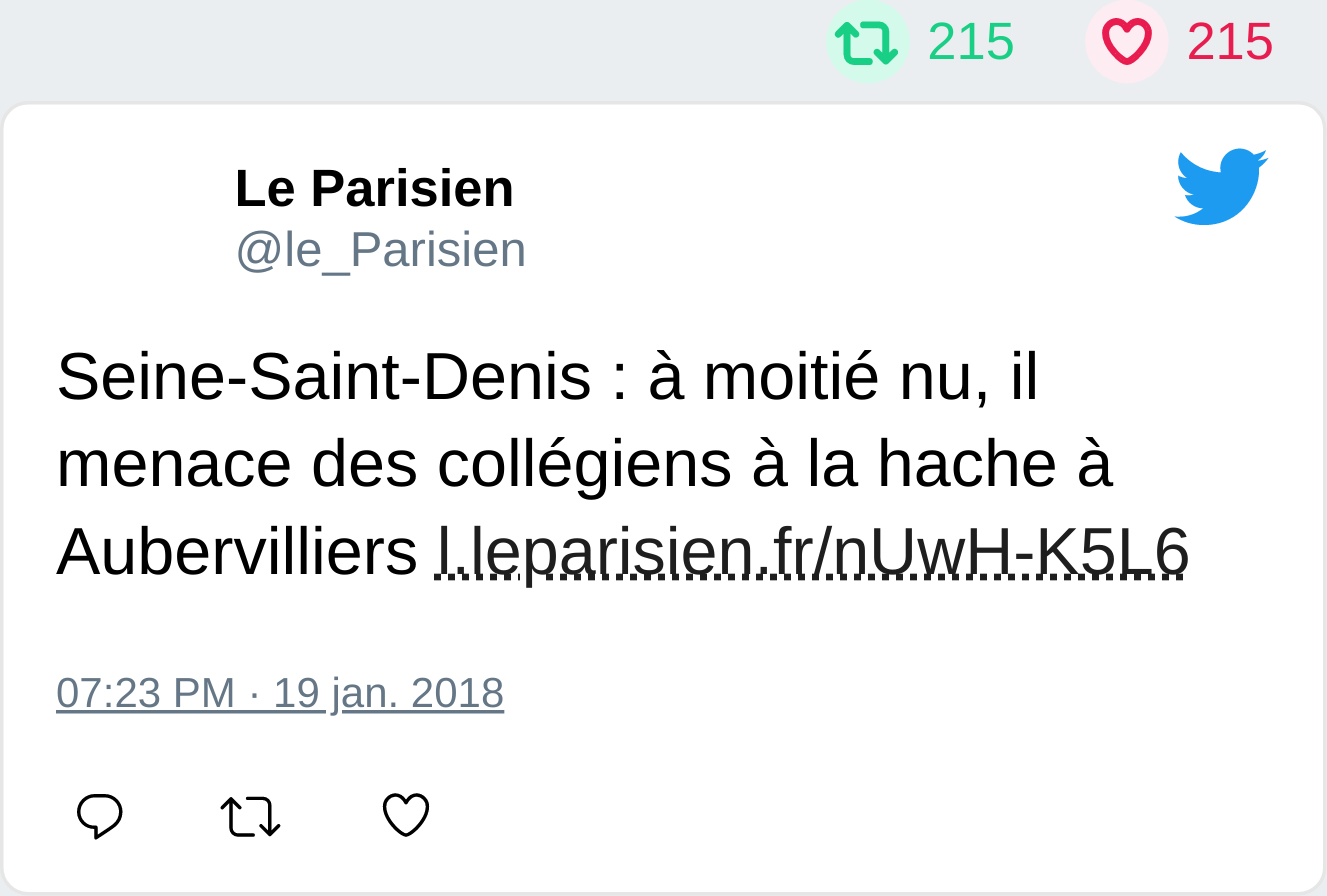 215 215
Le Parisien
@le_Parisien
Seine-Saint-Denis : à moitié nu, il
menace des collégiens à la hache à
Aubervilliers l.leparisien.fr/nUwH-K5L6
07:23 PM · 19 jan. 2018